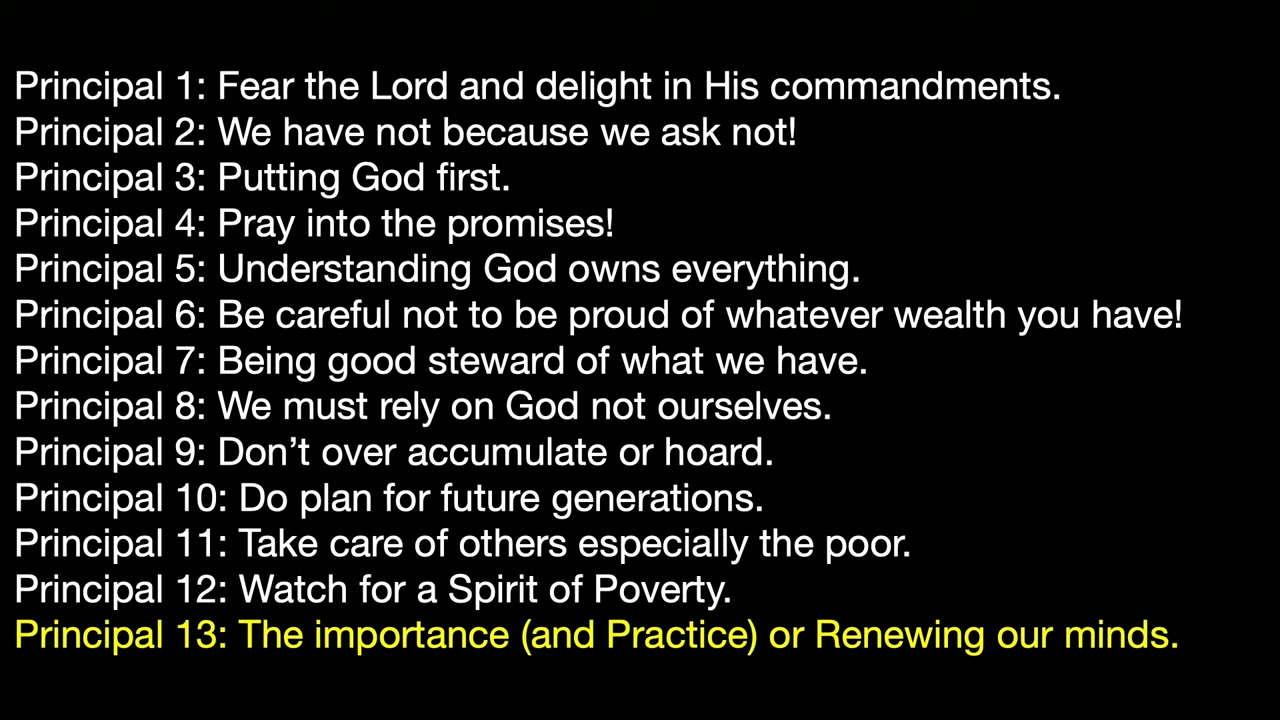 Principal 1: Fear the Lord and delight in His commandments.
Principal 2: We have not because we ask not!
Principal 3: Putting God first.
Principal 4: Pray into the promises!
Principal 5: Understanding God owns everything.
Principal 6: Be careful not to be proud of whatever wealth you have!
Principal 7: Being good steward of what we have.
Principal 8: We must rely on God not ourselves.
Principal 9: Don’t over accumulate or hoard.
Principal 10: Do plan for future generations.
Principal 11: Take care of others especially the poor.
Principal 12: Watch for a Spirit of Poverty.
Principal 13: The importance (and Practice) or Renewing our minds.